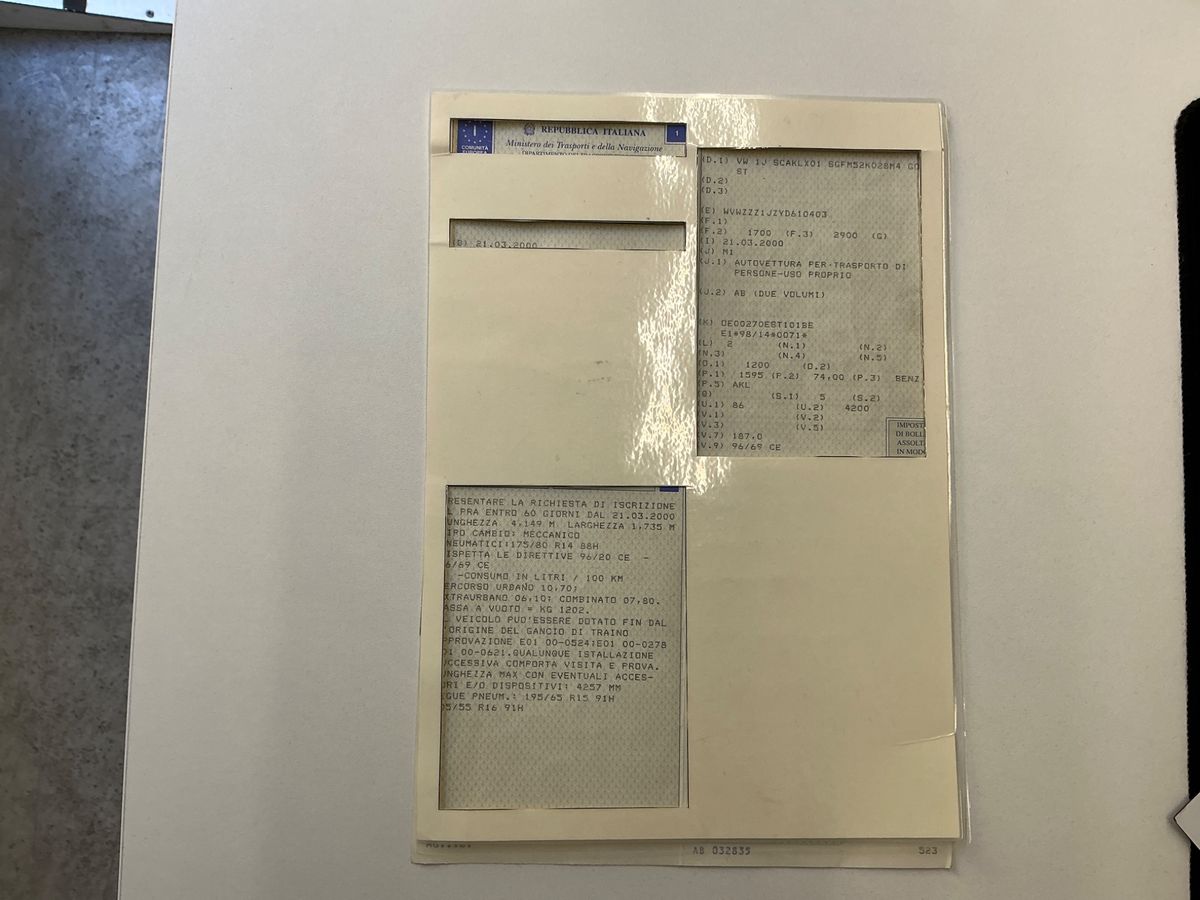 COMUNITÀ
EUROPEA
REPUBBLICA ITALIANA
1
Ministero dei Trasporti e della Navigazione
(B) 21.03.2000
(D.1) VW 1J SCAKLX01 SGFM52K028M4 GO
ST
(D.2)
(D.3)
(E) WVWZZZ1JZYD610403
(F.1)
(F.2) 1700 (F.3) 2900 (G)
(I) 21.03.2000
(J) M1
(J.1) AUTOVETTURA PER TRASPORTO DI
PERSONE-USO PROPRIO
(J.2) AB (DUE VOLUMI)
(K) OE00270EST101BE
E1*98/14*0071*
(L) 2 (N.1) (N.2)
(N.3) (N.4) (N.5)
(O.1) 1200 (O.2)
(P.1) 1595 (P.2) 74,00 (P.3) BENZ
(P.5) AKL
(Q) (S.1) 5 (S.2)
(U.1) 86 (U.2) 4200
(V.1) (V.2)
(V.3) (V.5)
(V.7) 187,0
(V.9) 96/69 CE
IMPOST
DI BOLL
ASSOLT
IN MODO
RESENTARE LA RICHIESTA DI ISCRIZIONE
L PRA ENTRO 60 GIORNI DAL 21.03.2000
UNGHEZZA 4,149 M LARGHEZZA 1,735 M
IPO CAMBIO: MECCANICO
NEUMATICI:175/80 R14 88H
ISPETTA LE DIRETTIVE 96/20 CE -
6/69 CE
-CONSUMO IN LITRI / 100 KM
ERCORSO URBANO 10,70;
XTRAURBANO 06,10; COMBINATO 07,80.
ASSA A VUOTO = KG 1202.
L VEICOLO PUO'ESSERE DOTATO FIN DAL
'ORIGINE DEL GANCIO DI TRAINO
PPROVAZIONE E01 00-0524;E01 00-0278
01 00-0621.QUALUNQUE ISTALLAZIONE
UCCESSIVA COMPORTA VISITA E PROVA.
UNGHEZZA MAX CON EVENTUALI ACCES-
ORI E/O DISPOSITIVI: 4257 MM
EGUE PNEUM.: 195/65 R15 91H
05/55 R16 91H
AB 032835
523